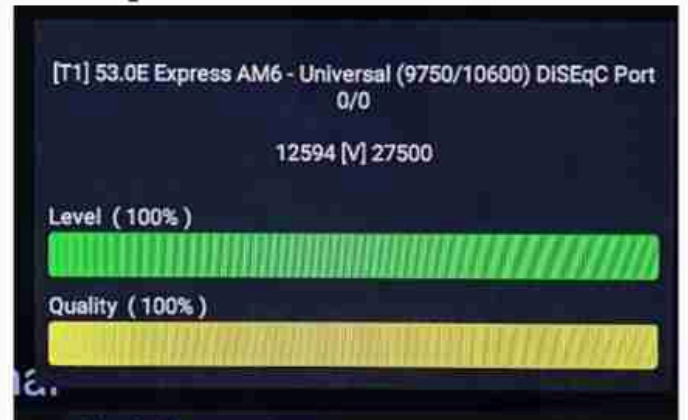 [T1] 53.0E Express AM6 - Universal (9750/10600) DiSEqC Port
0/0
12594 [V] 27500
Level ( 100% )
Quality ( 100% )